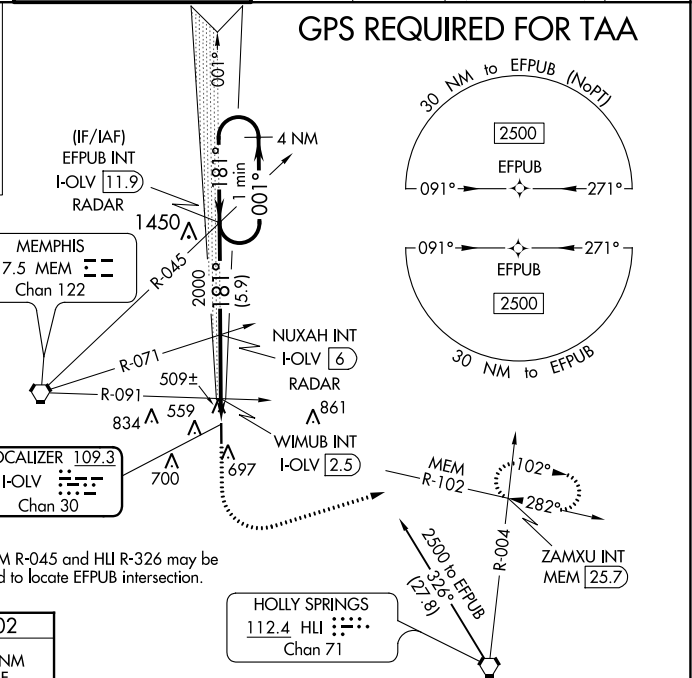 GPS REQUIRED FOR TAA
001°
30 NM to EFPUB (NoPT)
2500
EFPUB
091°
271°
091°
271°
EFPUB
2500
30 NM to EFPUB
(IF/IAF)
EFPUB INT
I-OLV 11.9
RADAR
4 NM
181°
1 min
001°
1450
MEMPHIS
7.5 MEM
Chan 122
R-045
2000
181°
(5.9)
NUXAH INT
I-OLV 6
RADAR
R-071
R-091
509±
834
559
861
WIMUB INT
I-OLV 2.5
700
697
OCALIZER 109.3
I-OLV
Chan 30
MEM
R-102
102°
282°
R-004
ZAMXU INT
MEM 25.7
2500 to EFPUB
326°
(27.8)
M R-045 and HLI R-326 may be
d to locate EFPUB intersection.
HOLLY SPRINGS
112.4 HLI
Chan 71
02
NM